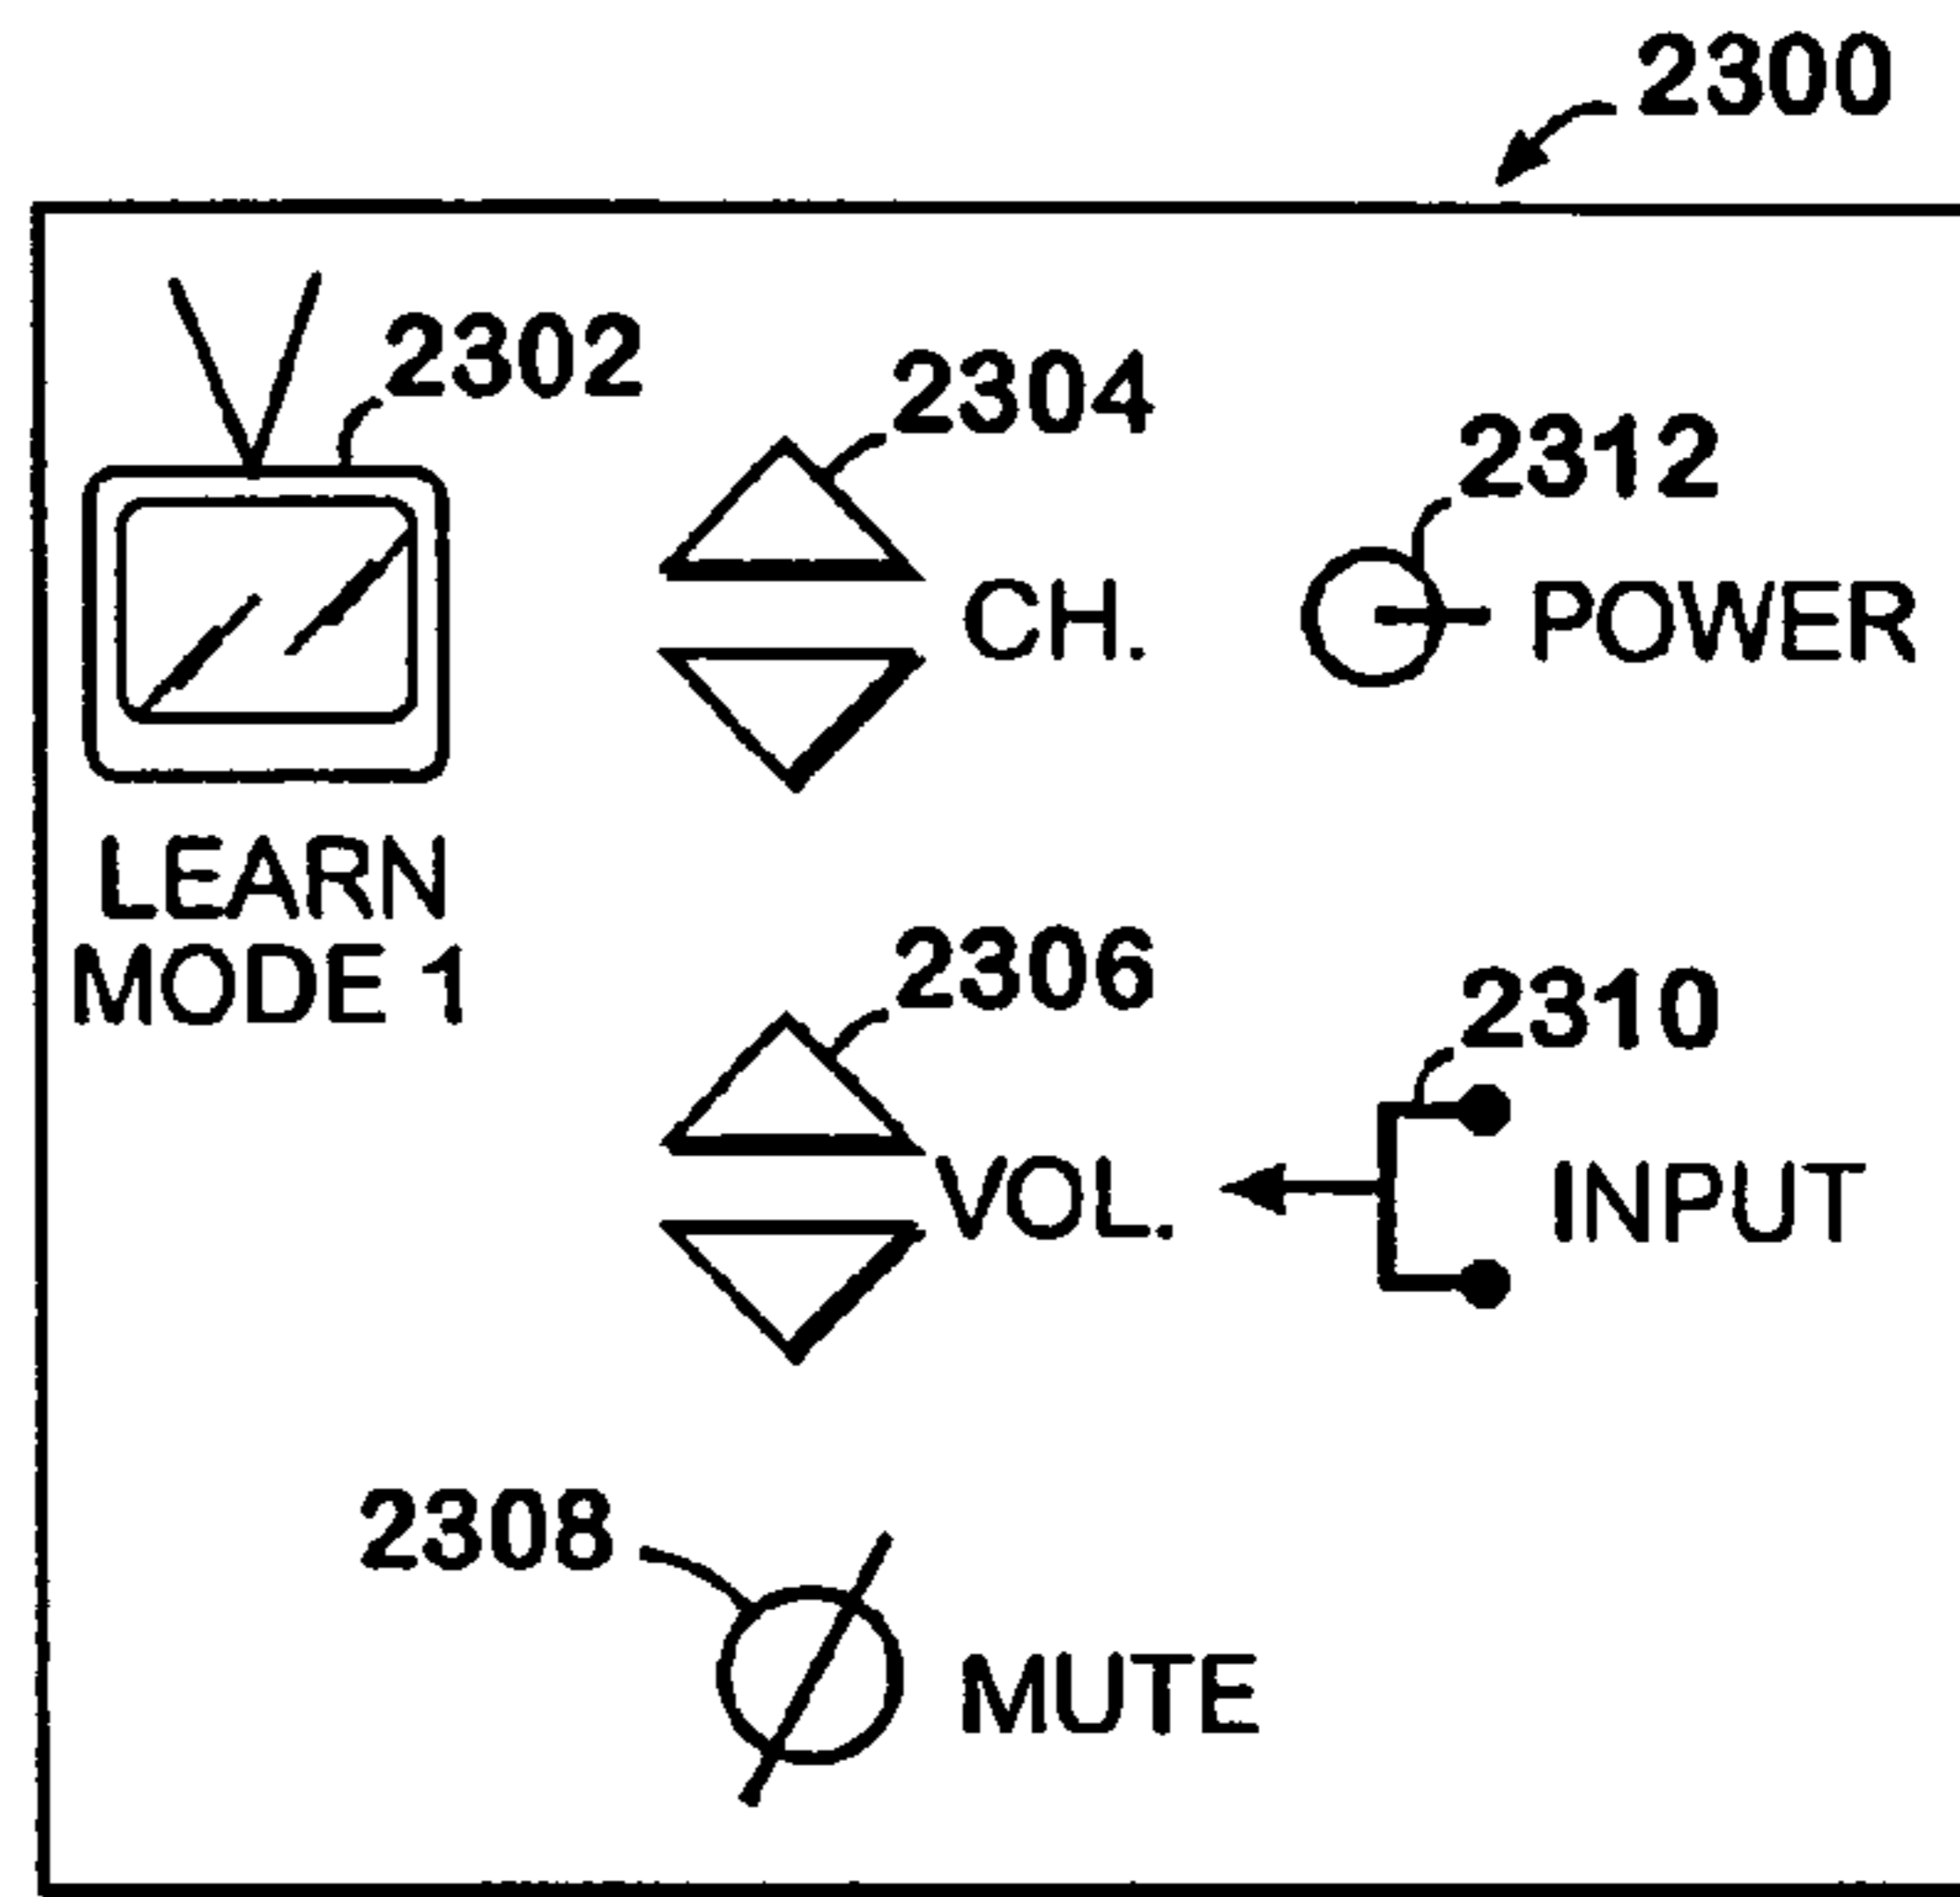 2300
2302
2304
2312
CH.
POWER
LEARN
MODE 1
2306
2310
VOL.
INPUT
2308
MUTE